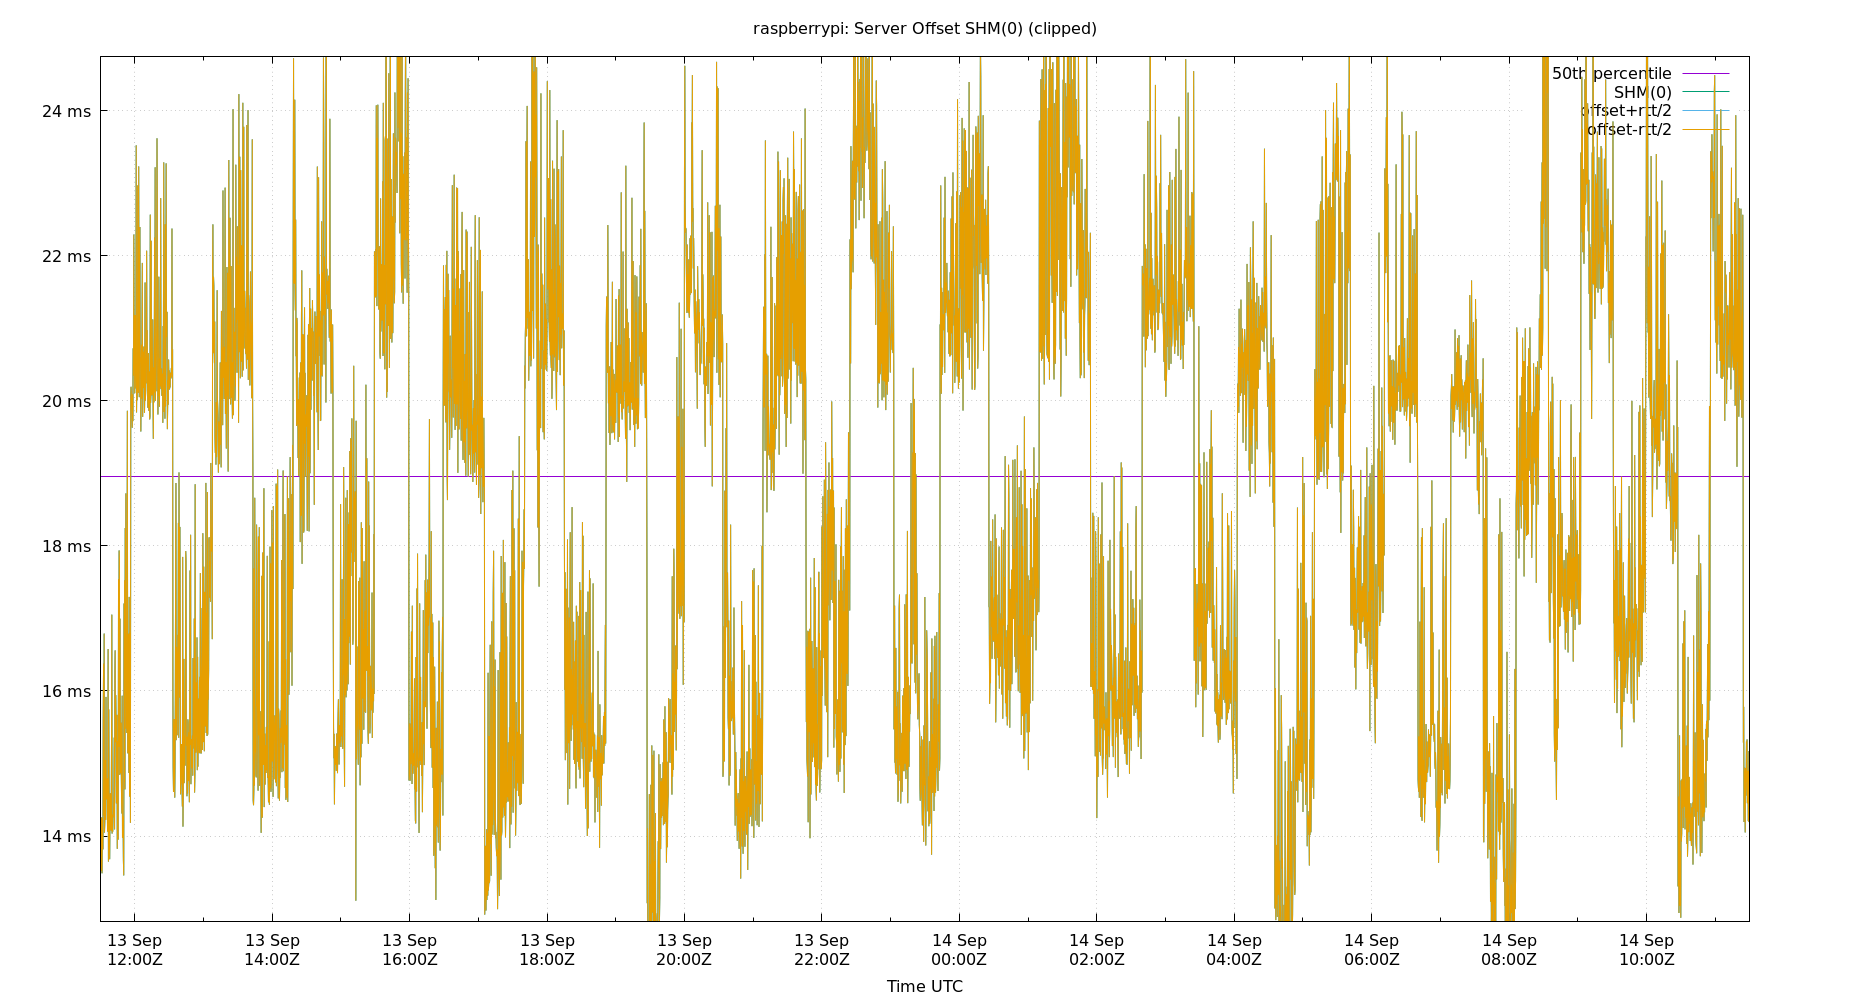 raspberrypi: Server Offset SHM(0) (clipped)
50th percentile
SHM(0)
offset+rtt/2
offset-rtt/2
24 ms
22 ms
20 ms
18 ms
16 ms
14 ms
13 Sep 13 Sep 13 Sep 13 Sep 13 Sep 13 Sep 14 Sep 14 Sep 14 Sep 14 Sep 14 Sep 14 Sep
12:00Z 14:00Z 16:00Z 18:00Z 20:00Z 22:00Z 00:00Z 02:00Z 04:00Z 06:00Z 08:00Z 10:00Z
Time UTC